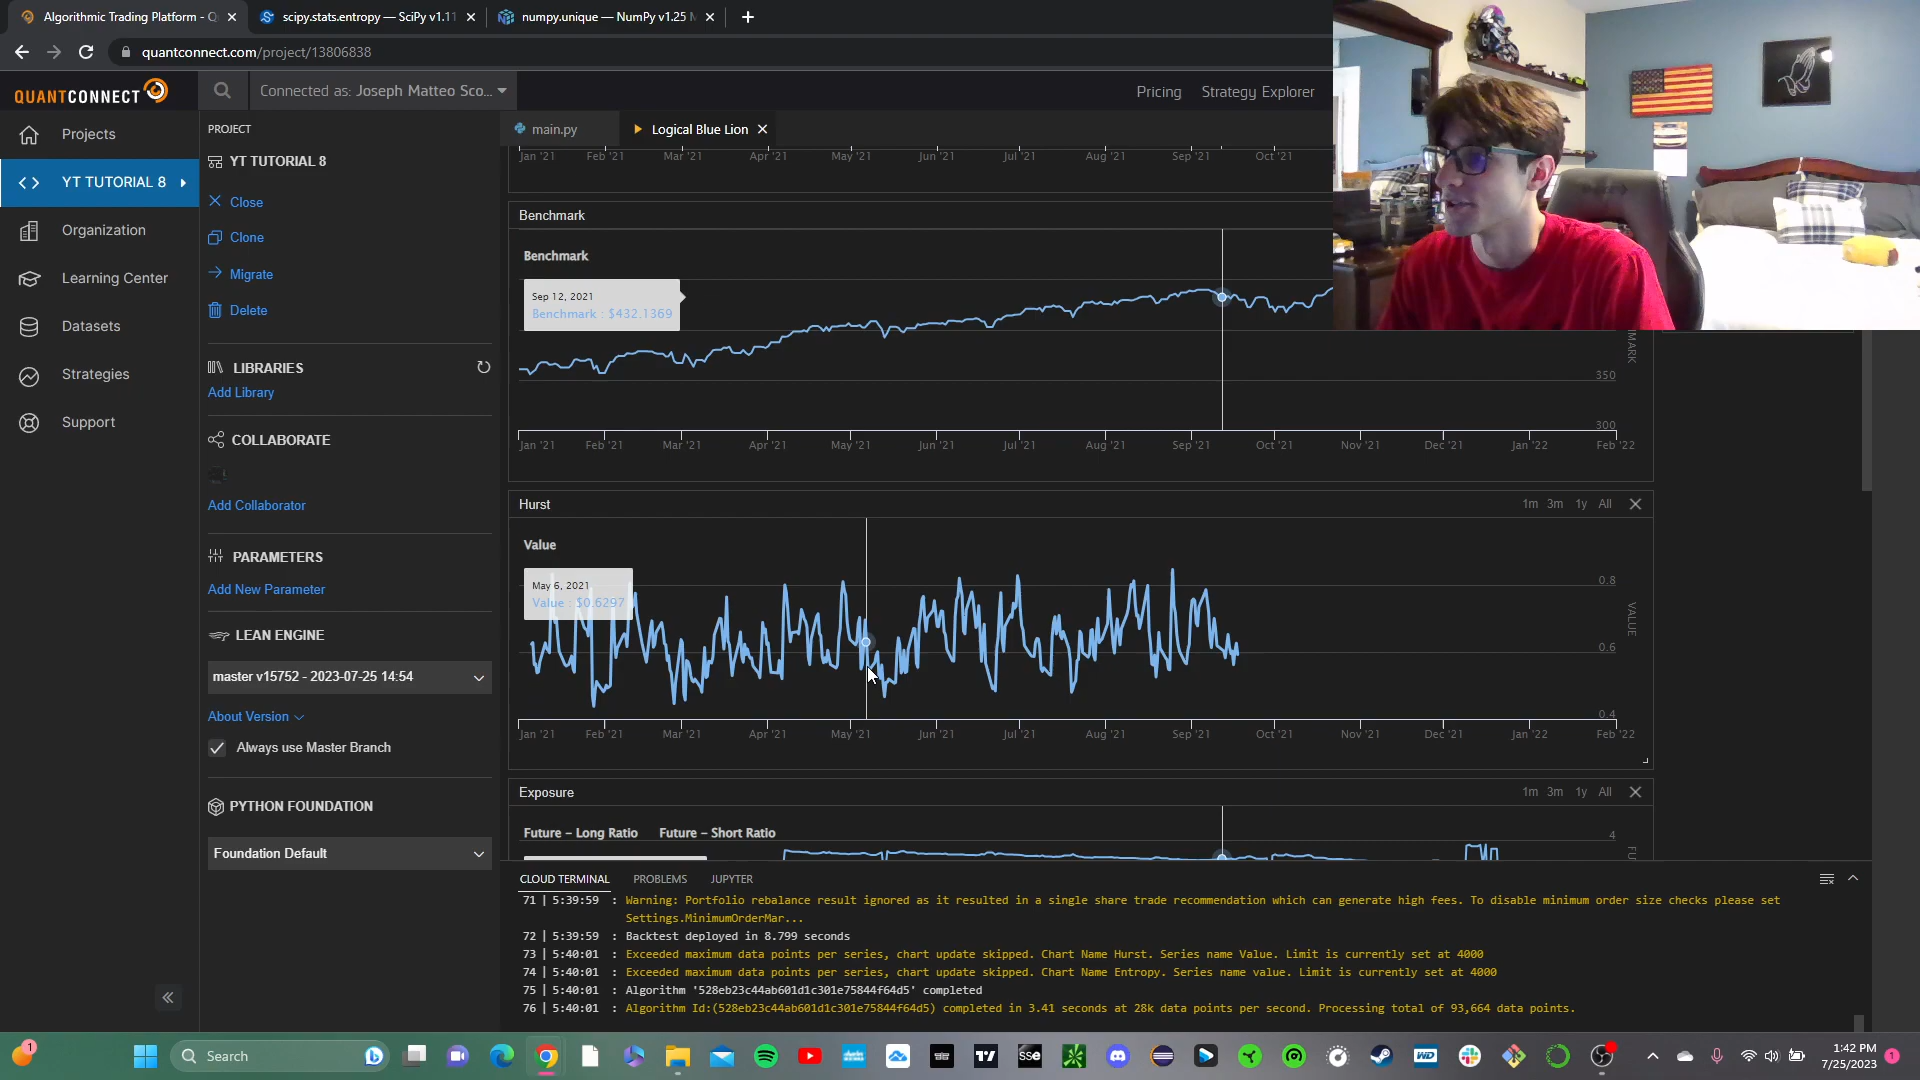 Algorithmic Trading Platform - Q
scipy.stats.entropy — SciPy v1.11
numpy.unique — NumPy v1.25 M
quantconnect.com/project/13806838
QUANTCONNECT
Connected as: Joseph Matteo Sco...
Pricing
Strategy Explorer
Projects
YT TUTORIAL 8
Organization
Learning Center
Datasets
Strategies
Support
PROJECT
YT TUTORIAL 8
Close
Clone
Migrate
Delete
LIBRARIES
Add Library
COLLABORATE
Add Collaborator
PARAMETERS
Add New Parameter
LEAN ENGINE
master v15752 - 2023-07-25 14:54
About Version
Always use Master Branch
PYTHON FOUNDATION
Foundation Default
main.py
Logical Blue Lion
Jan '21 Feb '21 Mar '21 Apr '21 May '21 Jun '21 Jul '21 Aug '21 Sep '21 Oct '21
Benchmark
Benchmark
Sep 12, 2021
Benchmark : $432.1369
350
300
Jan '21 Feb '21 Mar '21 Apr '21 May '21 Jun '21 Jul '21 Aug '21 Sep '21 Oct '21 Nov '21 Dec '21 Jan '22 Feb '22
Hurst
1m 3m 1y All
Value
May 6, 2021
Value : $0.6297
0.8
0.6
0.4
VALUE
Jan '21 Feb '21 Mar '21 Apr '21 May '21 Jun '21 Jul '21 Aug '21 Sep '21 Oct '21 Nov '21 Dec '21 Jan '22 Feb '22
Exposure
1m 3m 1y All
Future - Long Ratio Future - Short Ratio
4
CLOUD TERMINAL PROBLEMS JUPYTER
71 | 5:39:59 : Warning: Portfolio rebalance result ignored as it resulted in a single share trade recommendation which can generate high fees. To disable minimum order size checks please set
Settings.MinimumOrderMar...
72 | 5:39:59 : Backtest deployed in 8.799 seconds
73 | 5:40:01 : Exceeded maximum data points per series, chart update skipped. Chart Name Hurst. Series name Value. Limit is currently set at 4000
74 | 5:40:01 : Exceeded maximum data points per series, chart update skipped. Chart Name Entropy. Series name value. Limit is currently set at 4000
75 | 5:40:01 : Algorithm '528eb23c44ab601d1c301e75844f64d5' completed
76 | 5:40:01 : Algorithm Id:(528eb23c44ab601d1c301e75844f64d5) completed in 3.41 seconds at 28k data points per second. Processing total of 93,664 data points.
1
Search
SSE
WD
1:42 PM
7/25/2023
1